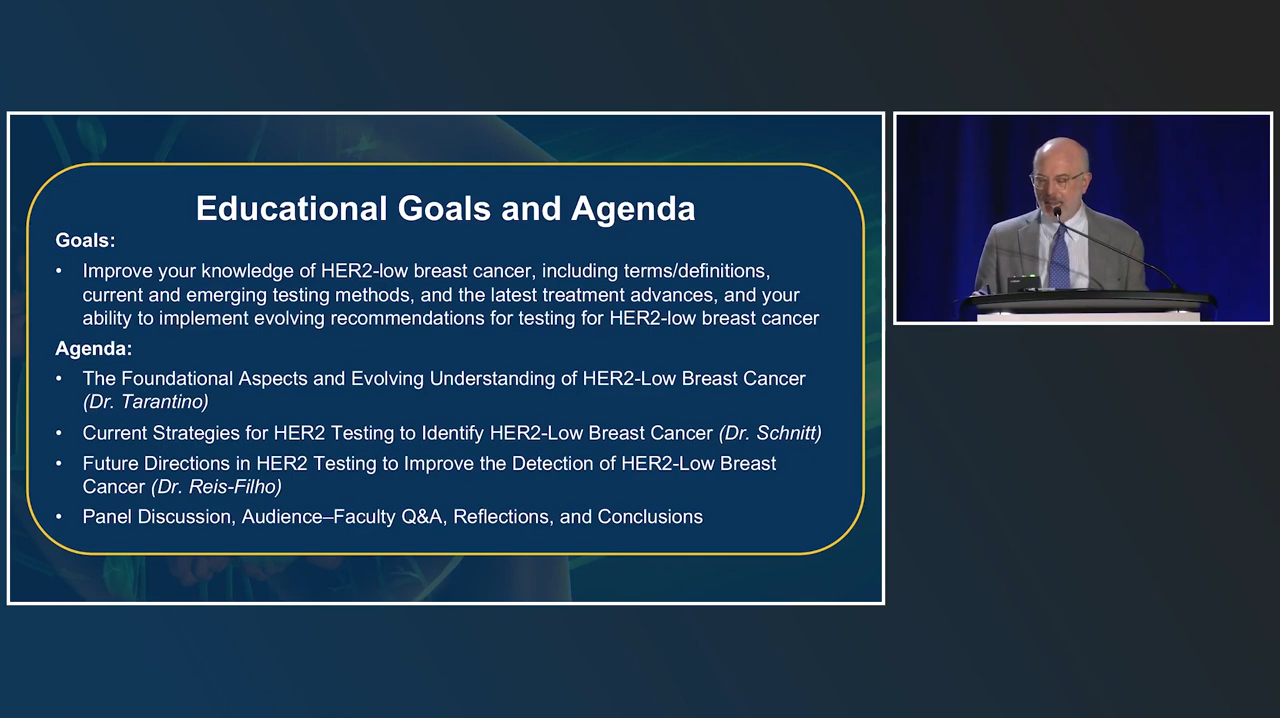 Educational Goals and Agenda
Goals:
• Improve your knowledge of HER2-low breast cancer, including terms/definitions,
current and emerging testing methods, and the latest treatment advances, and your
ability to implement evolving recommendations for testing for HER2-low breast cancer
Agenda:
• The Foundational Aspects and Evolving Understanding of HER2-Low Breast Cancer
(Dr. Tarantino)
• Current Strategies for HER2 Testing to Identify HER2-Low Breast Cancer (Dr. Schnitt)
• Future Directions in HER2 Testing to Improve the Detection of HER2-Low Breast
Cancer (Dr. Reis-Filho)
• Panel Discussion, Audience–Faculty Q&A, Reflections, and Conclusions